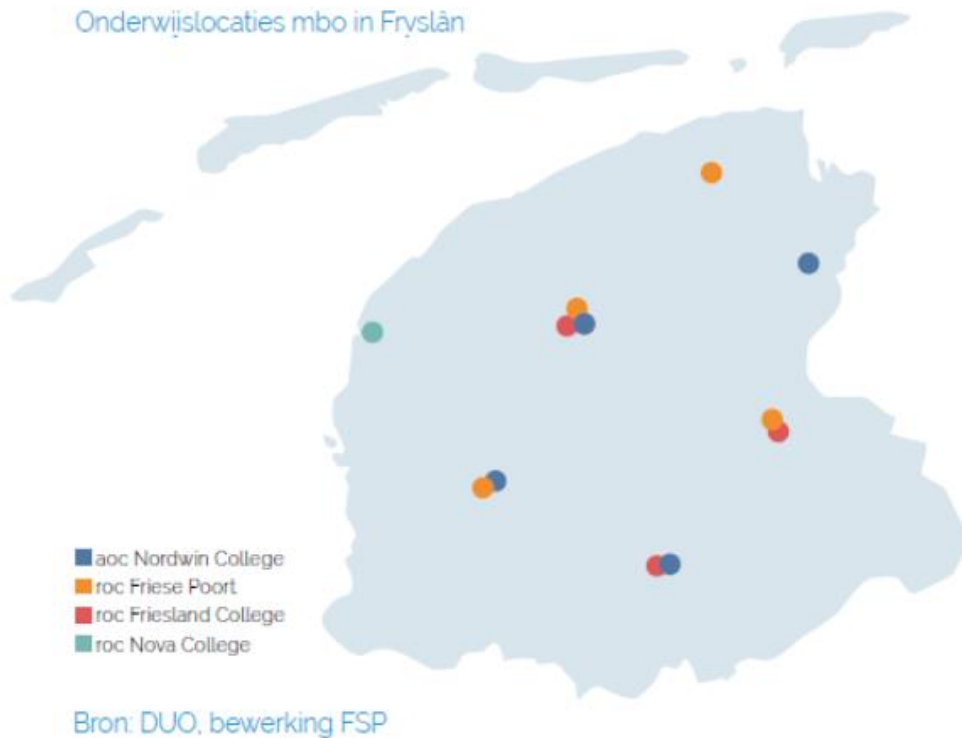 Onderwijslocaties mbo in Fryslân
aoc Nordwin College
roc Friese Poort
roc Friesland College
roc Nova College
Bron: DUO, bewerking FSP